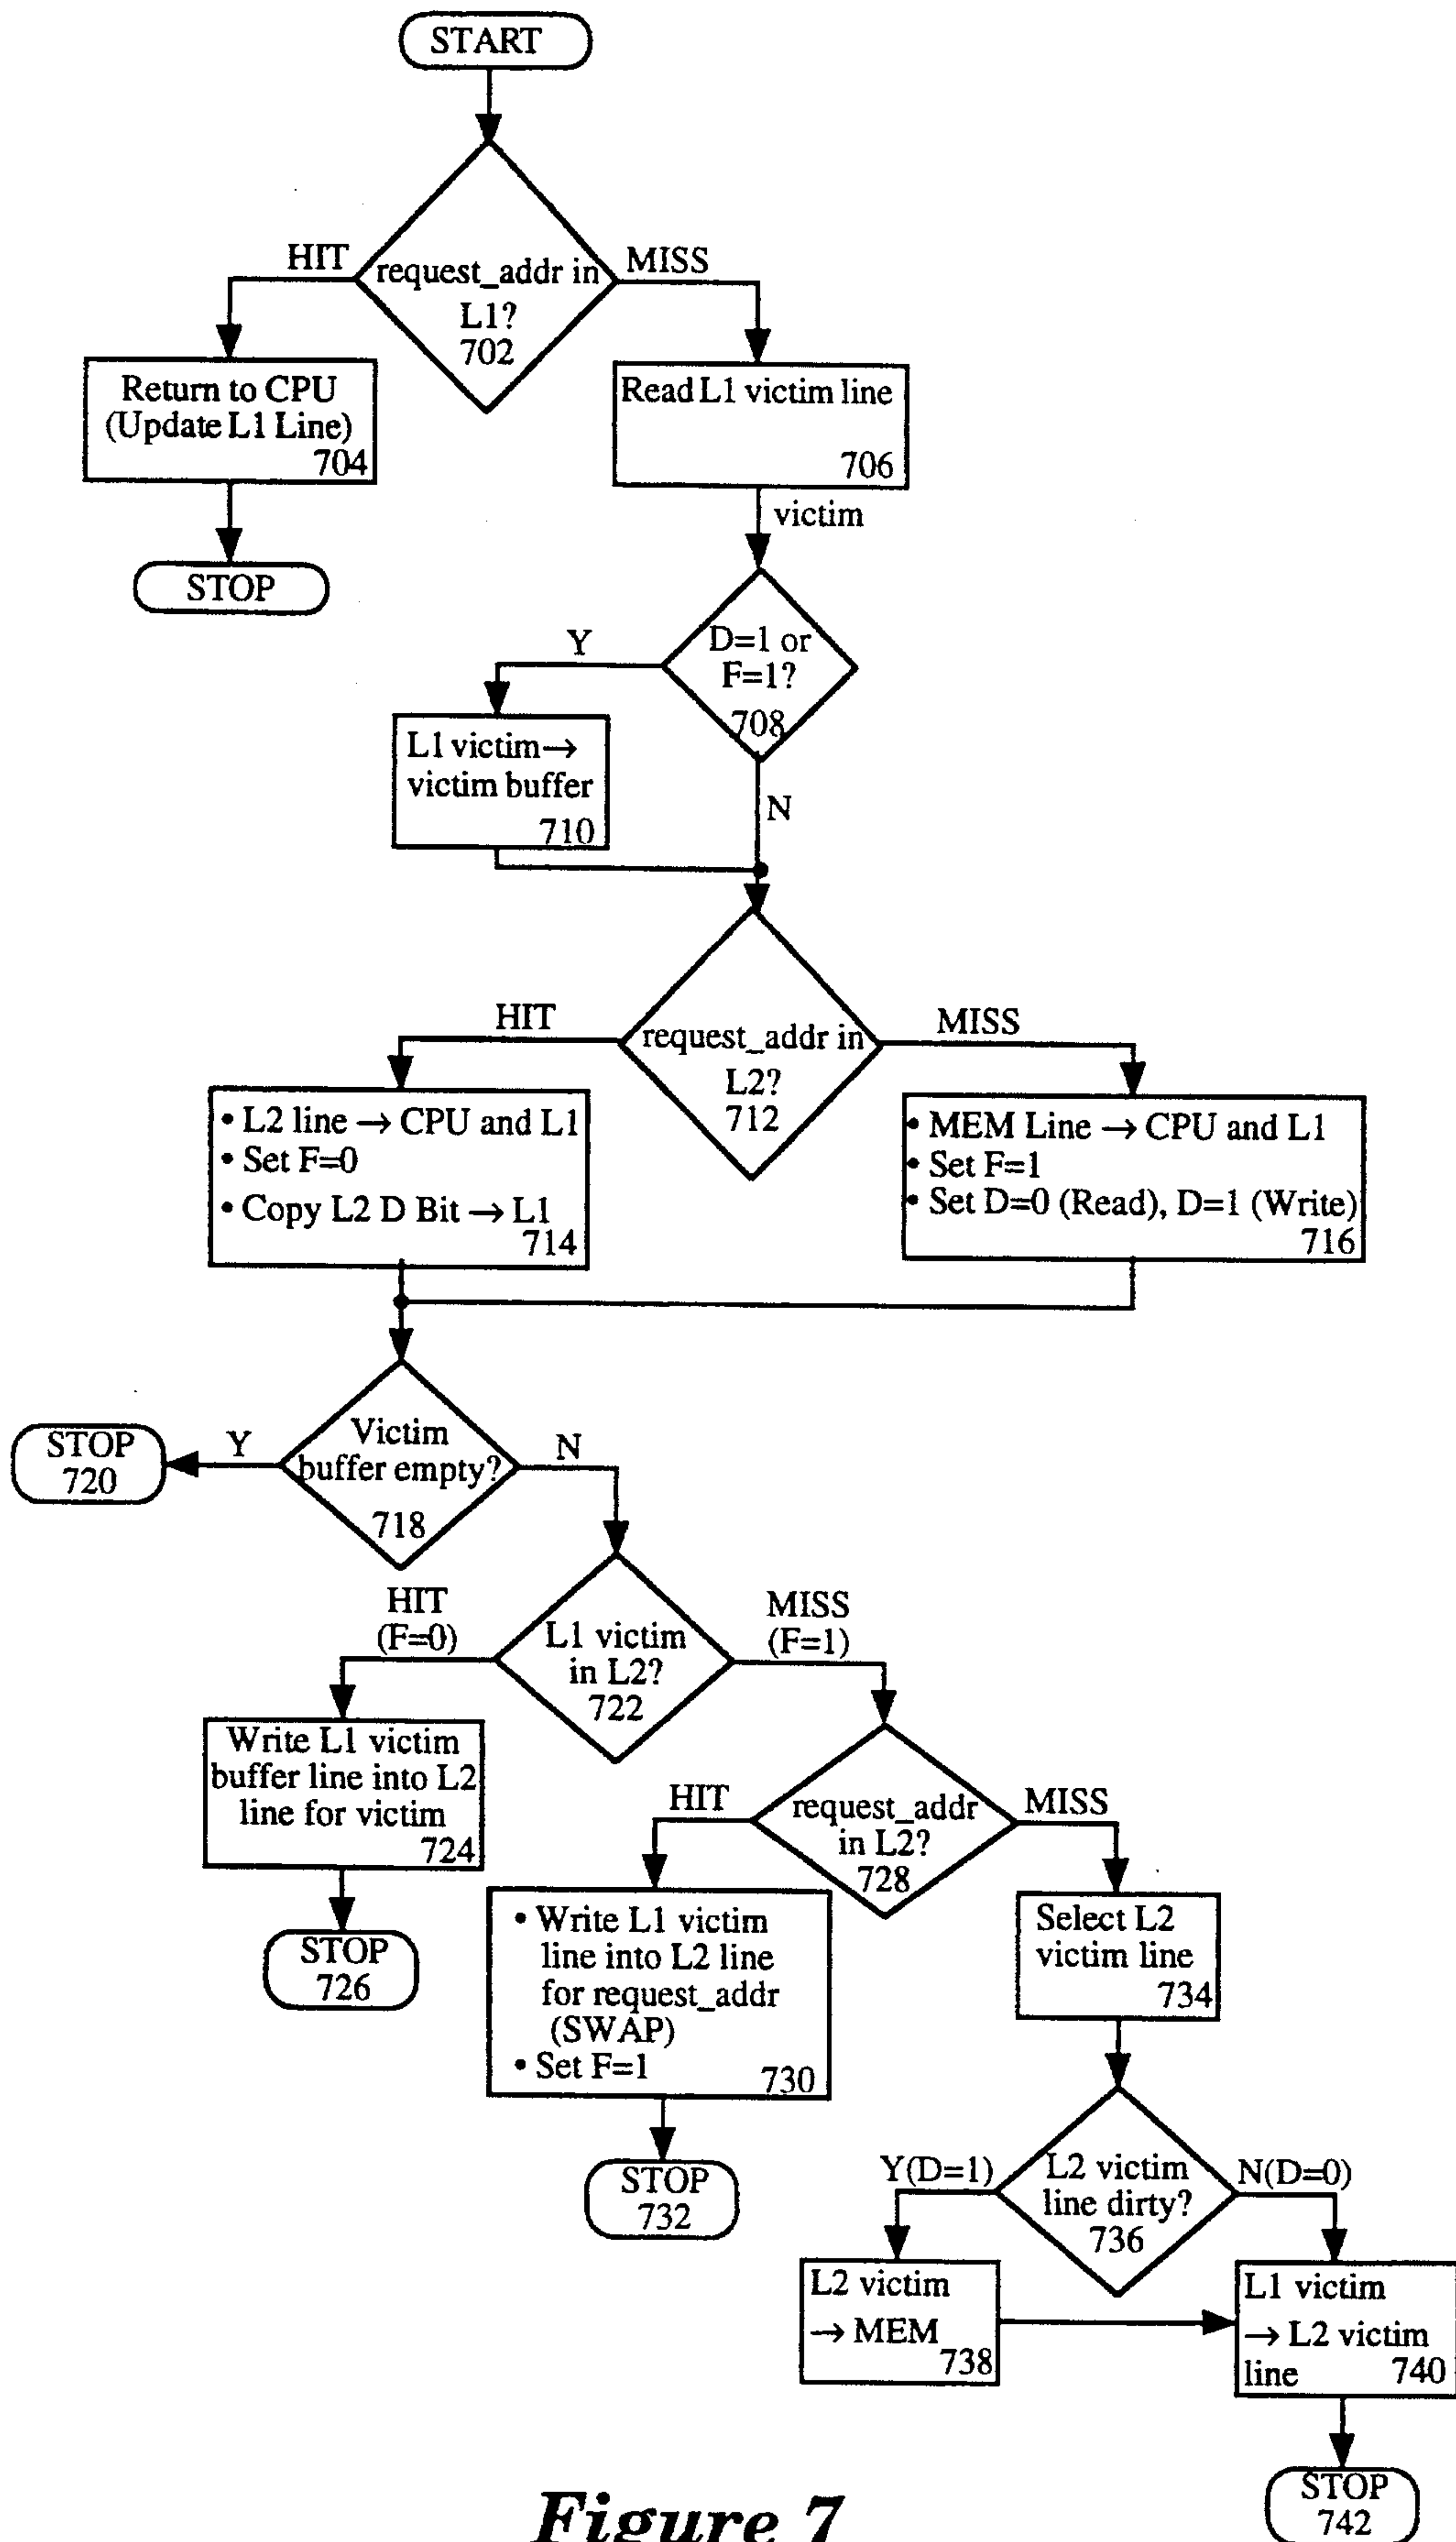 START
HIT
MISS
request_addr in
L1?
702
Return to CPU
(Update L1 Line)
704
Read L1 victim line
706
STOP
victim
D=1 or
F=1?
708
Y
L1 victim→
victim buffer
710
N
HIT
MISS
request_addr in
L2?
712
• L2 line → CPU and L1
• Set F=0
• Copy L2 D Bit → L1
714
• MEM Line → CPU and L1
• Set F=1
• Set D=0 (Read), D=1 (Write)
716
STOP
720
Y
Victim
buffer empty?
718
N
HIT
(F=0)
MISS
(F=1)
L1 victim
in L2?
722
Write L1 victim
buffer line into L2
line for victim
724
STOP
726
HIT
MISS
request_addr
in L2?
728
• Write L1 victim
line into L2 line
for request_addr
(SWAP)
• Set F=1
730
STOP
732
Select L2
victim line
734
Y(D=1)
N(D=0)
L2 victim
line dirty?
736
L2 victim
→ MEM
738
L1 victim
→ L2 victim
line
740
STOP
742
Figure 7